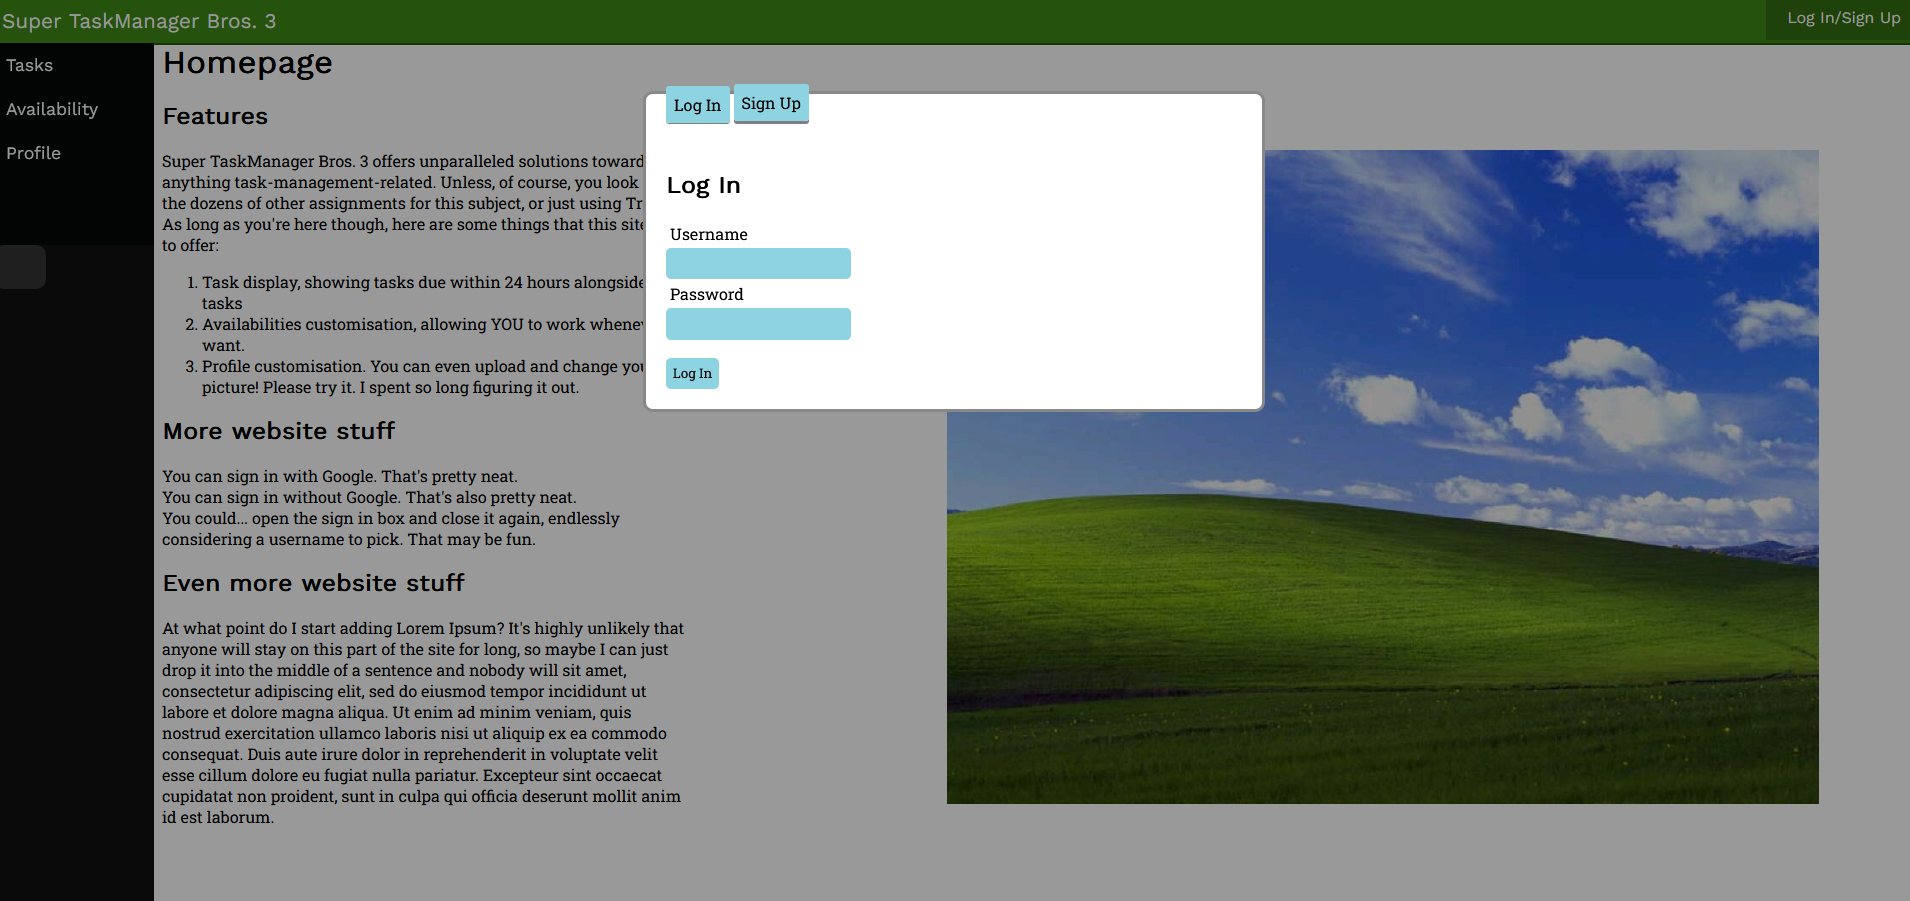 Super TaskManager Bros. 3
Log In/Sign Up
Tasks
Availability
Profile
Homepage
Features
Super TaskManager Bros. 3 offers unparalleled solutions toward
anything task-management-related. Unless, of course, you look
the dozens of other assignments for this subject, or just using Tr
As long as you're here though, here are some things that this site
to offer:
1. Task display, showing tasks due within 24 hours alongside
tasks
2. Availabilities customisation, allowing YOU to work whenev
want.
3. Profile customisation. You can even upload and change you
picture! Please try it. I spent so long figuring it out.
More website stuff
You can sign in with Google. That's pretty neat.
You can sign in without Google. That's also pretty neat.
You could... open the sign in box and close it again, endlessly
considering a username to pick. That may be fun.
Even more website stuff
At what point do I start adding Lorem Ipsum? It's highly unlikely that
anyone will stay on this part of the site for long, so maybe I can just
drop it into the middle of a sentence and nobody will sit amet,
consectetur adipiscing elit, sed do eiusmod tempor incididunt ut
labore et dolore magna aliqua. Ut enim ad minim veniam, quis
nostrud exercitation ullamco laboris nisi ut aliquip ex ea commodo
consequat. Duis aute irure dolor in reprehenderit in voluptate velit
esse cillum dolore eu fugiat nulla pariatur. Excepteur sint occaecat
cupidatat non proident, sunt in culpa qui officia deserunt mollit anim
id est laborum.
Log In
Sign Up
Log In
Username
Password
Log In